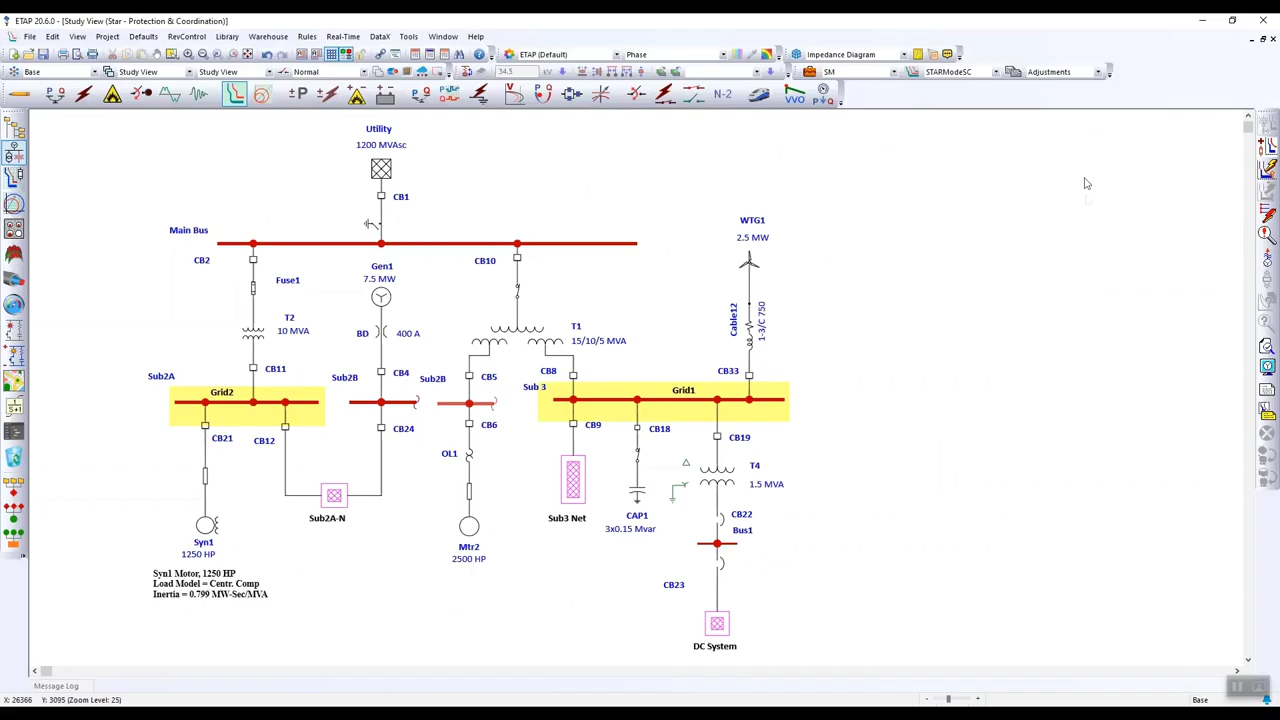 ETAP 20.6.0 - [Study View (Star - Protection & Coordination)]
File Edit View Project Defaults RevControl Library Warehouse Rules Real-Time DataX Tools Window Help
ETAP (Default) Phase Impedance Diagram
Base Study View Study View Normal 34.5 kV SM STARModeSC Adjustments
N-2 VVO
Utility
1200 MVAsc
CB1
WTG1
2.5 MW
Main Bus
CB2
Gen1
7.5 MW
CB10
Fuse1
Cable12
1-3/C 750
T2
10 MVA
BD
400 A
T1
15/10/5 MVA
CB11
CB4
CB5
CB8
CB33
Sub2A
Sub2B
Sub2B
Sub 3
Grid2
Grid1
CB21
CB12
CB24
CB6
CB9
CB18
CB19
OL1
T4
1.5 MVA
Sub2A-N
Sub3 Net
CAP1
3x0.15 Mvar
CB22
Bus1
Syn1
1250 HP
Mtr2
2500 HP
Syn1 Motor, 1250 HP
Load Model = Centr. Comp
Inertia = 0.799 MW-Sec/MVA
CB23
DC System
Message Log
X: 26366 Y: 3095 (Zoom Level: 25) Base